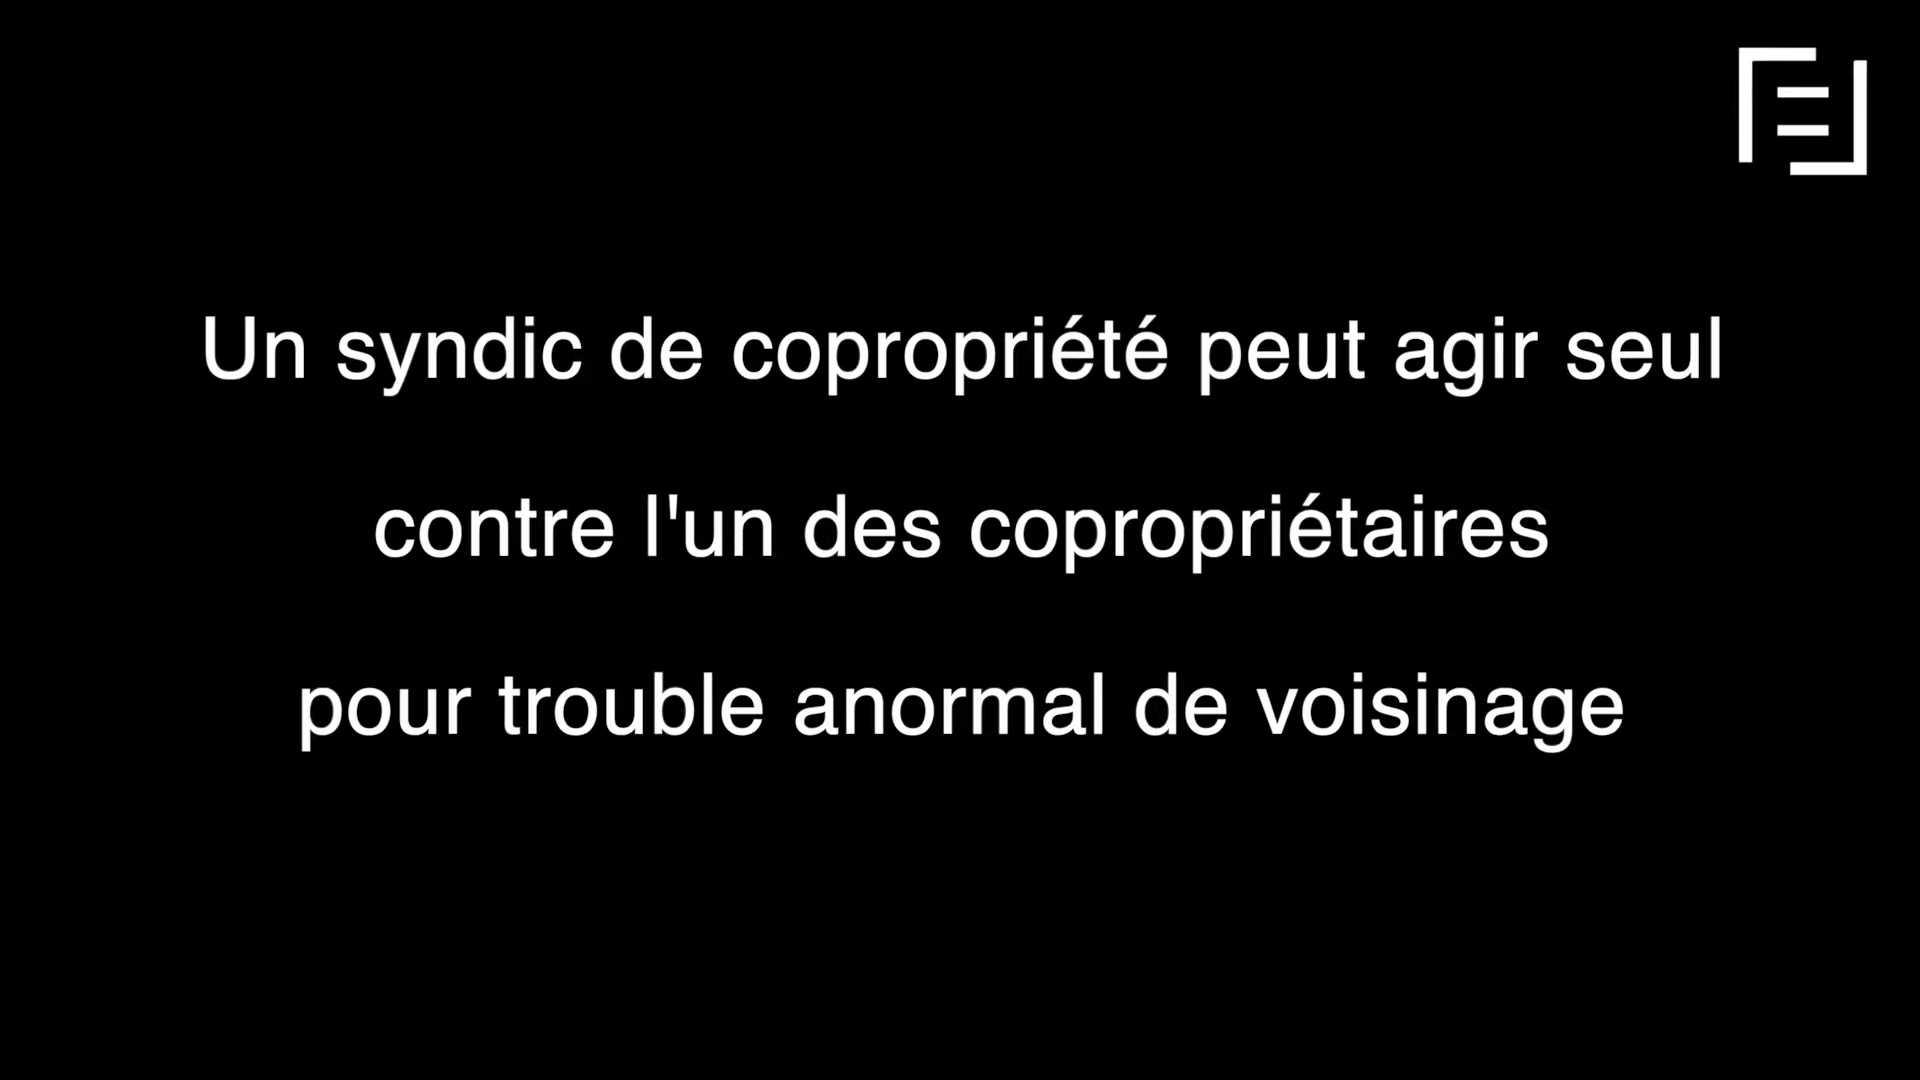 Un syndic de copropriété peut agir seul
contre l'un des copropriétaires
pour trouble anormal de voisinage